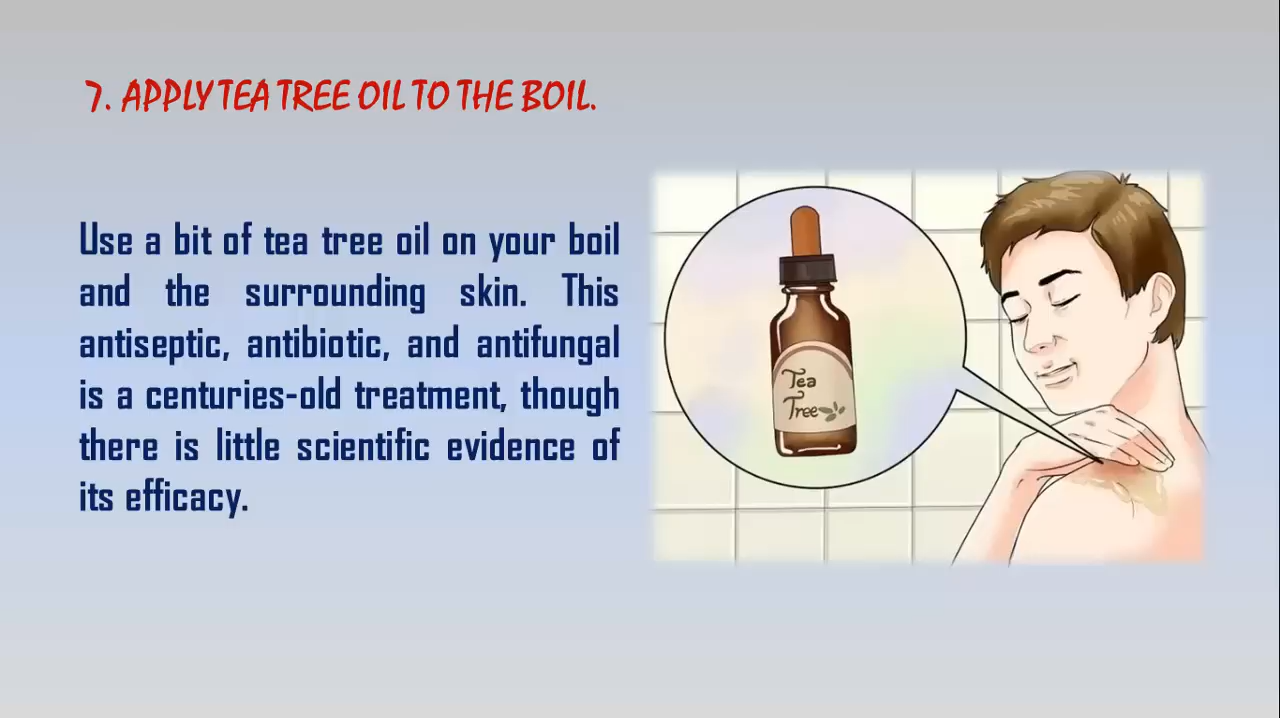 7. APPLY TEA TREE OIL TO THE BOIL.
Use a bit of tea tree oil on your boil
and the surrounding skin. This
antiseptic, antibiotic, and antifungal
is a centuries-old treatment, though
there is little scientific evidence of
its efficacy.
Tea
Tree